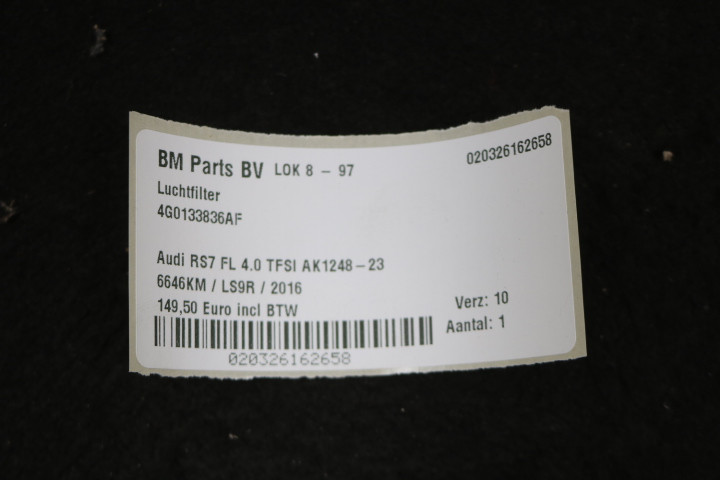 BM Parts BV LOK 8 - 97
020326162658
Luchtfilter
4G0133836AF
Audi RS7 FL 4.0 TFSI AK1248-23
6646KM / LS9R / 2016
149,50 Euro incl BTW
Verz: 10
Aantal: 1
020326162658